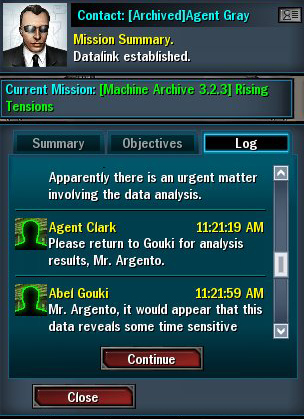 Contact: [Archived]Agent Gray
Mission Summary.
Datalink established.
Current Mission: [Machine Archive 3.2.3] Rising
Tensions
Summary
Objectives
Log
Apparently there is an urgent matter
involving the data analysis.
Agent Clark 11:21:19 AM
Please return to Gouki for analysis
results, Mr. Argento.
Abel Gouki 11:21:59 AM
Mr. Argento, it would appear that this
data reveals some time sensitive
Continue
Close